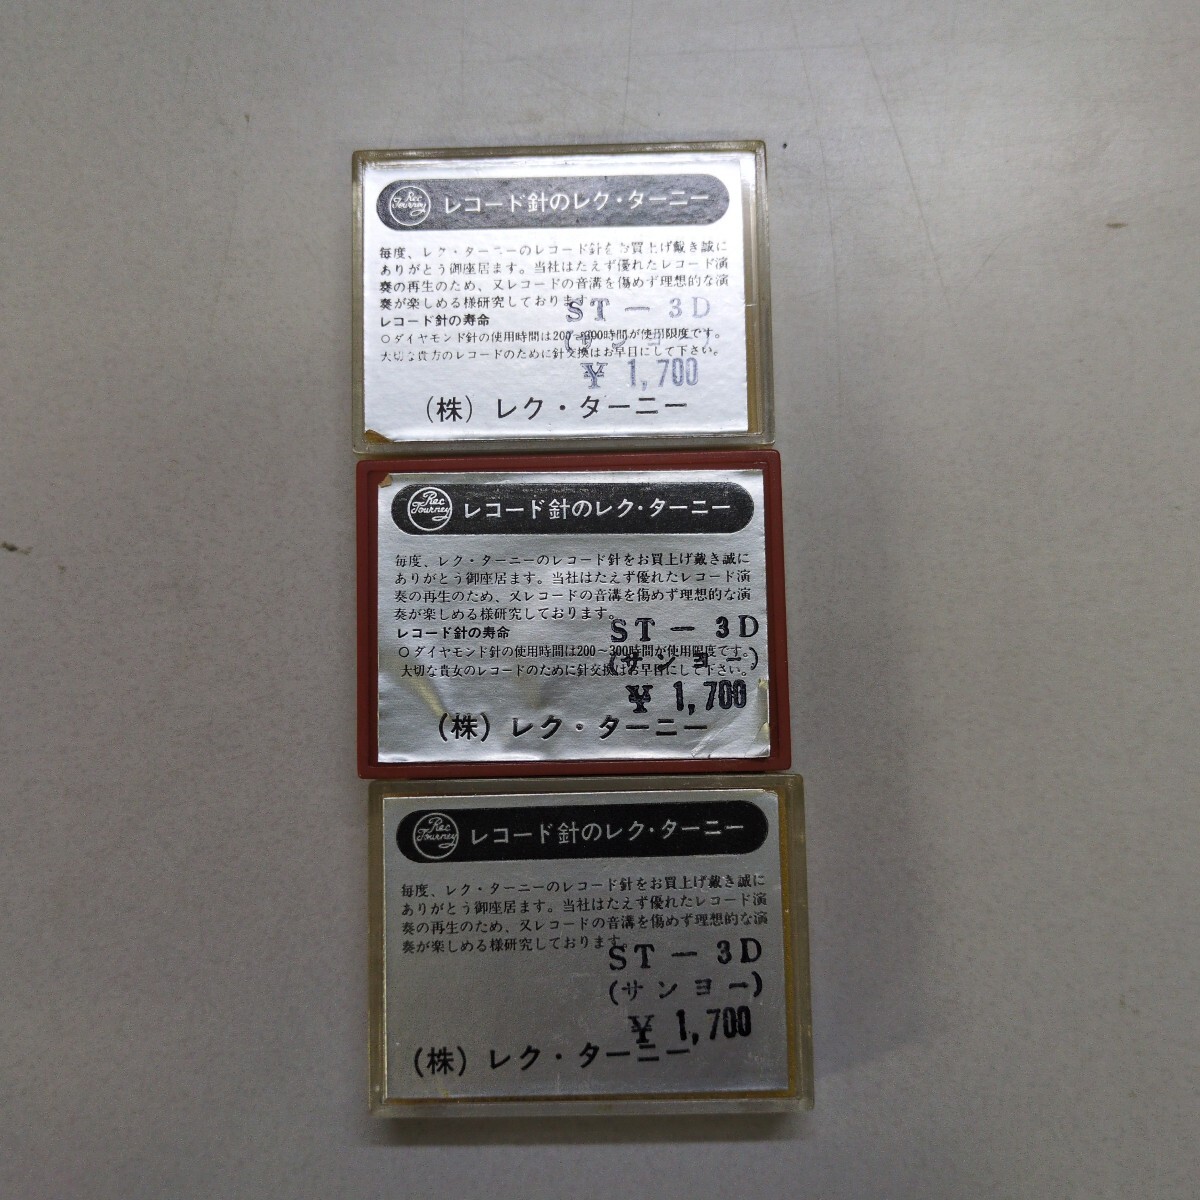 Rec Tourney レコード針のレク・ターニー
毎度、レク・ターニーのレコード針をお買上げ戴き誠に
ありがとう御座居ます。当社はたえず優れたレコード演
奏の再生のため、又レコードの音溝を傷めず理想的な演
奏が楽しめる様研究しております。
ST-3D
レコード針の寿命
○ダイヤモンド針の使用時間は200～300時間が使用限度です。
(サンヨー)
大切な貴方のレコードのために針交換はお早目にして下さい。
¥1,700
(株)レク・ターニー
Rec Tourney レコード針のレク・ターニー
毎度、レク・ターニーのレコード針をお買上げ戴き誠に
ありがとう御座居ます。当社はたえず優れたレコード演
奏の再生のため、又レコードの音溝を傷めず理想的な演
奏が楽しめる様研究しております。
ST-3D
レコード針の寿命
○ダイヤモンド針の使用時間は200～300時間が使用限度です。
(サンヨー)
大切な貴女のレコードのために針交換はお早目にして下さい。
¥1,700
(株)レク・ターニー
Rec Tourney レコード針のレク・ターニー
毎度、レク・ターニーのレコード針をお買上げ戴き誠に
ありがとう御座居ます。当社はたえず優れたレコード演
奏の再生のため、又レコードの音溝を傷めず理想的な演
奏が楽しめる様研究しております。
ST-3D
(サンヨー)
¥1,700
(株)レク・ターニー